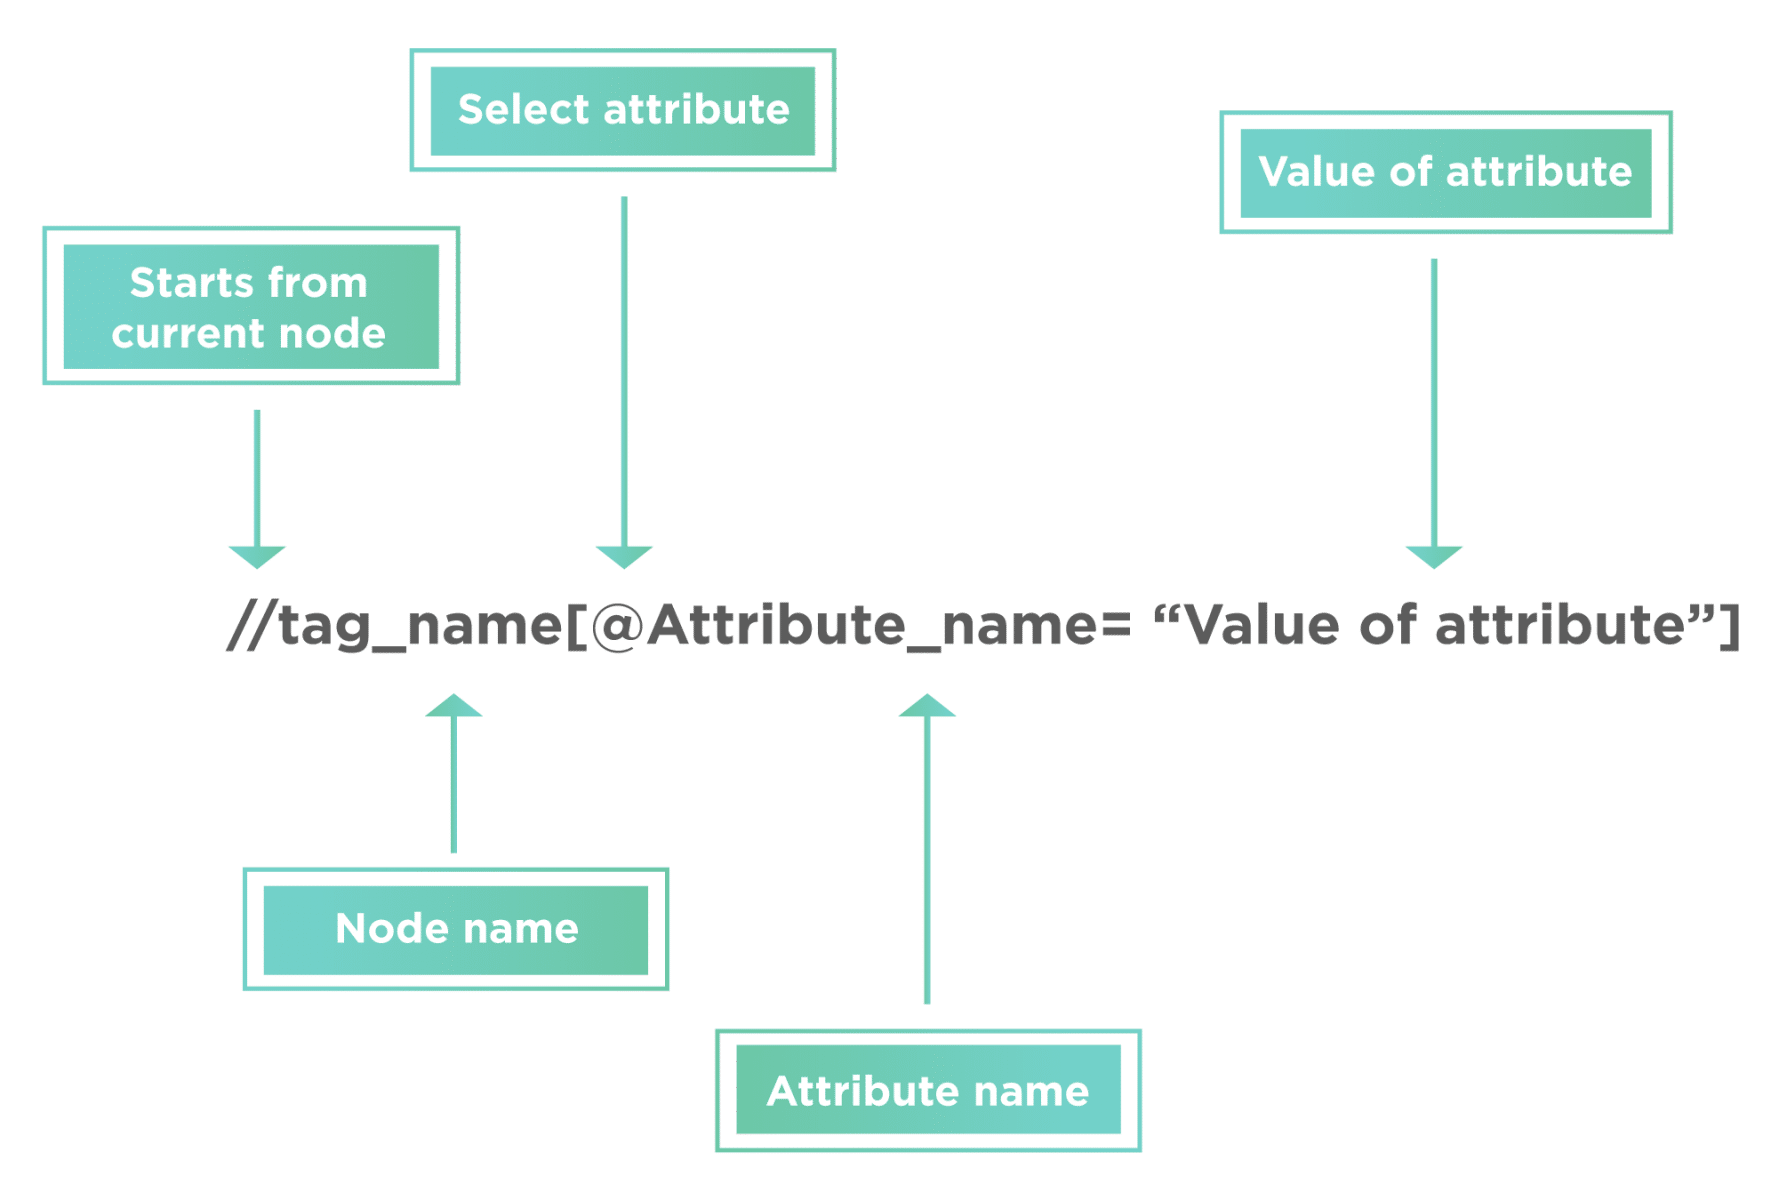 Select attribute
Value of attribute
Starts from
current node
//tag_name[@Attribute_name= “Value of attribute”]
Node name
Attribute name